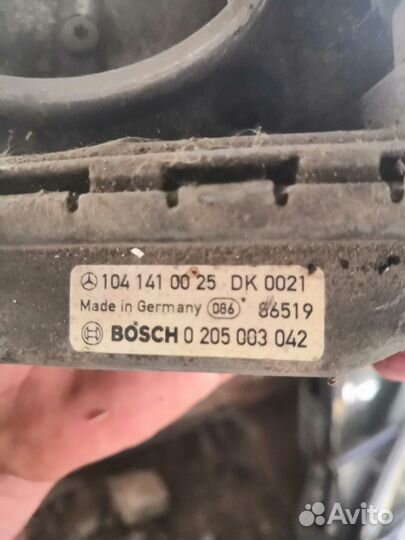 104 141 00 25 DK 0021
Made in Germany 086 86519
BOSCH 0 205 003 042
Avito